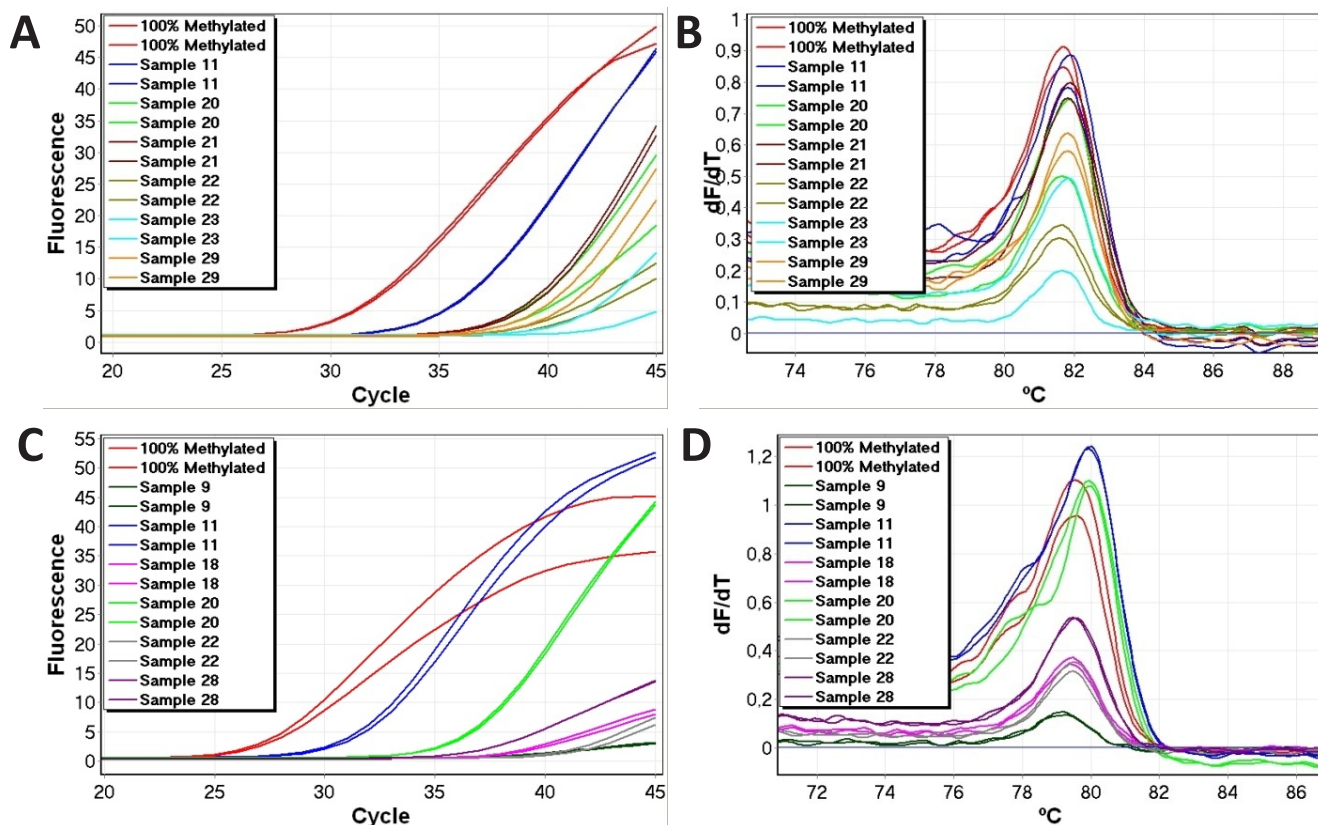 A
Fluorescence
50
45
40
35
30
25
20
15
10
5
0
100% Methylated
100% Methylated
Sample 11
Sample 11
Sample 20
Sample 20
Sample 21
Sample 21
Sample 22
Sample 22
Sample 23
Sample 23
Sample 29
Sample 29
20 25 30 35 40 45
Cycle
B
dF/dT
1
0,9
0,8
0,7
0,6
0,5
0,4
0,3
0,2
0,1
0
100% Methylated
100% Methylated
Sample 11
Sample 11
Sample 20
Sample 20
Sample 21
Sample 21
Sample 22
Sample 22
Sample 23
Sample 23
Sample 29
Sample 29
74 76 78 80 82 84 86 88
ºC
C
Fluorescence
55
50
45
40
35
30
25
20
15
10
5
0
100% Methylated
100% Methylated
Sample 9
Sample 9
Sample 11
Sample 11
Sample 18
Sample 18
Sample 20
Sample 20
Sample 22
Sample 22
Sample 28
Sample 28
20 25 30 35 40 45
Cycle
D
dF/dT
1,2
1
0,8
0,6
0,4
0,2
0
100% Methylated
100% Methylated
Sample 9
Sample 9
Sample 11
Sample 11
Sample 18
Sample 18
Sample 20
Sample 20
Sample 22
Sample 22
Sample 28
Sample 28
72 74 76 78 80 82 84 86
ºC